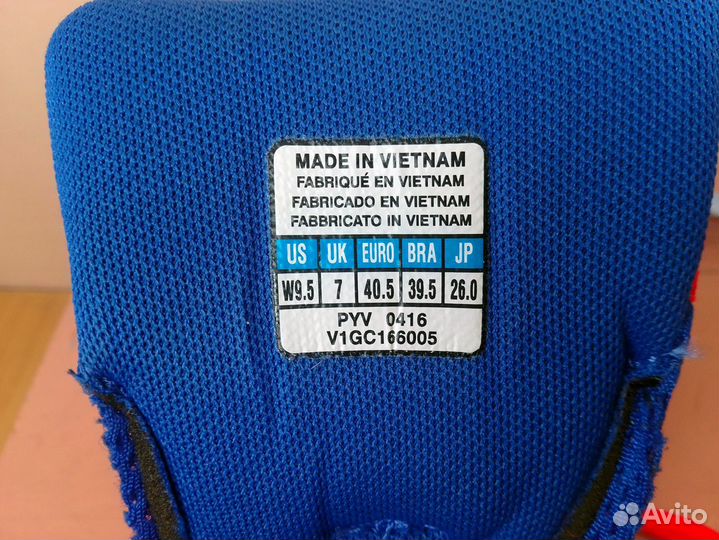 MADE IN VIETNAM
FABRIQUÉ EN VIETNAM
FABRICADO EN VIETNAM
FABBRICATO IN VIETNAM
US UK EURO BRA JP
W9.5 7 40.5 39.5 26.0
PYV 0416
V1GC166005
Avito